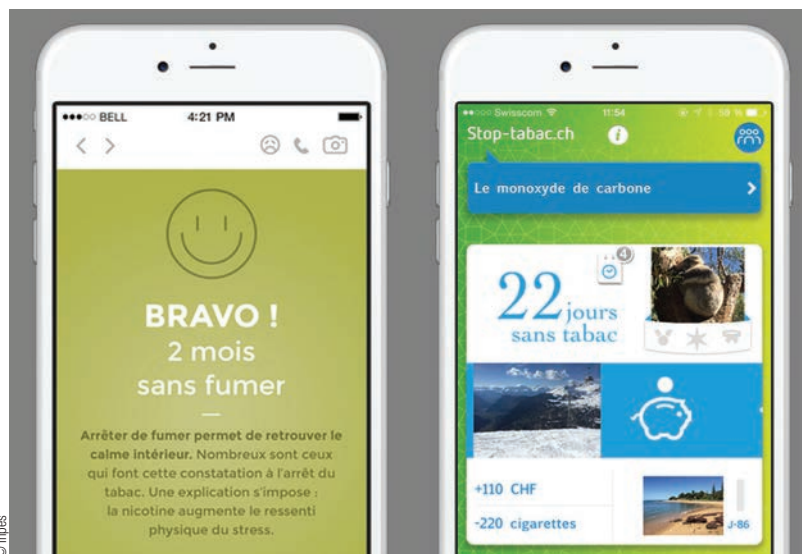 BELL 4:21 PM
BRAVO !
2 mois
sans fumer
Arrêter de fumer permet de retrouver le
calme intérieur. Nombreux sont ceux
qui font cette constatation à l'arrêt du
tabac. Une explication s'impose :
la nicotine augmente le ressenti
physique du stress.
Swisscom 11:54 58 %
Stop-tabac.ch i
Le monoxyde de carbone
4
22 jours
sans tabac
+110 CHF
-220 cigarettes
J-86
© Inpes